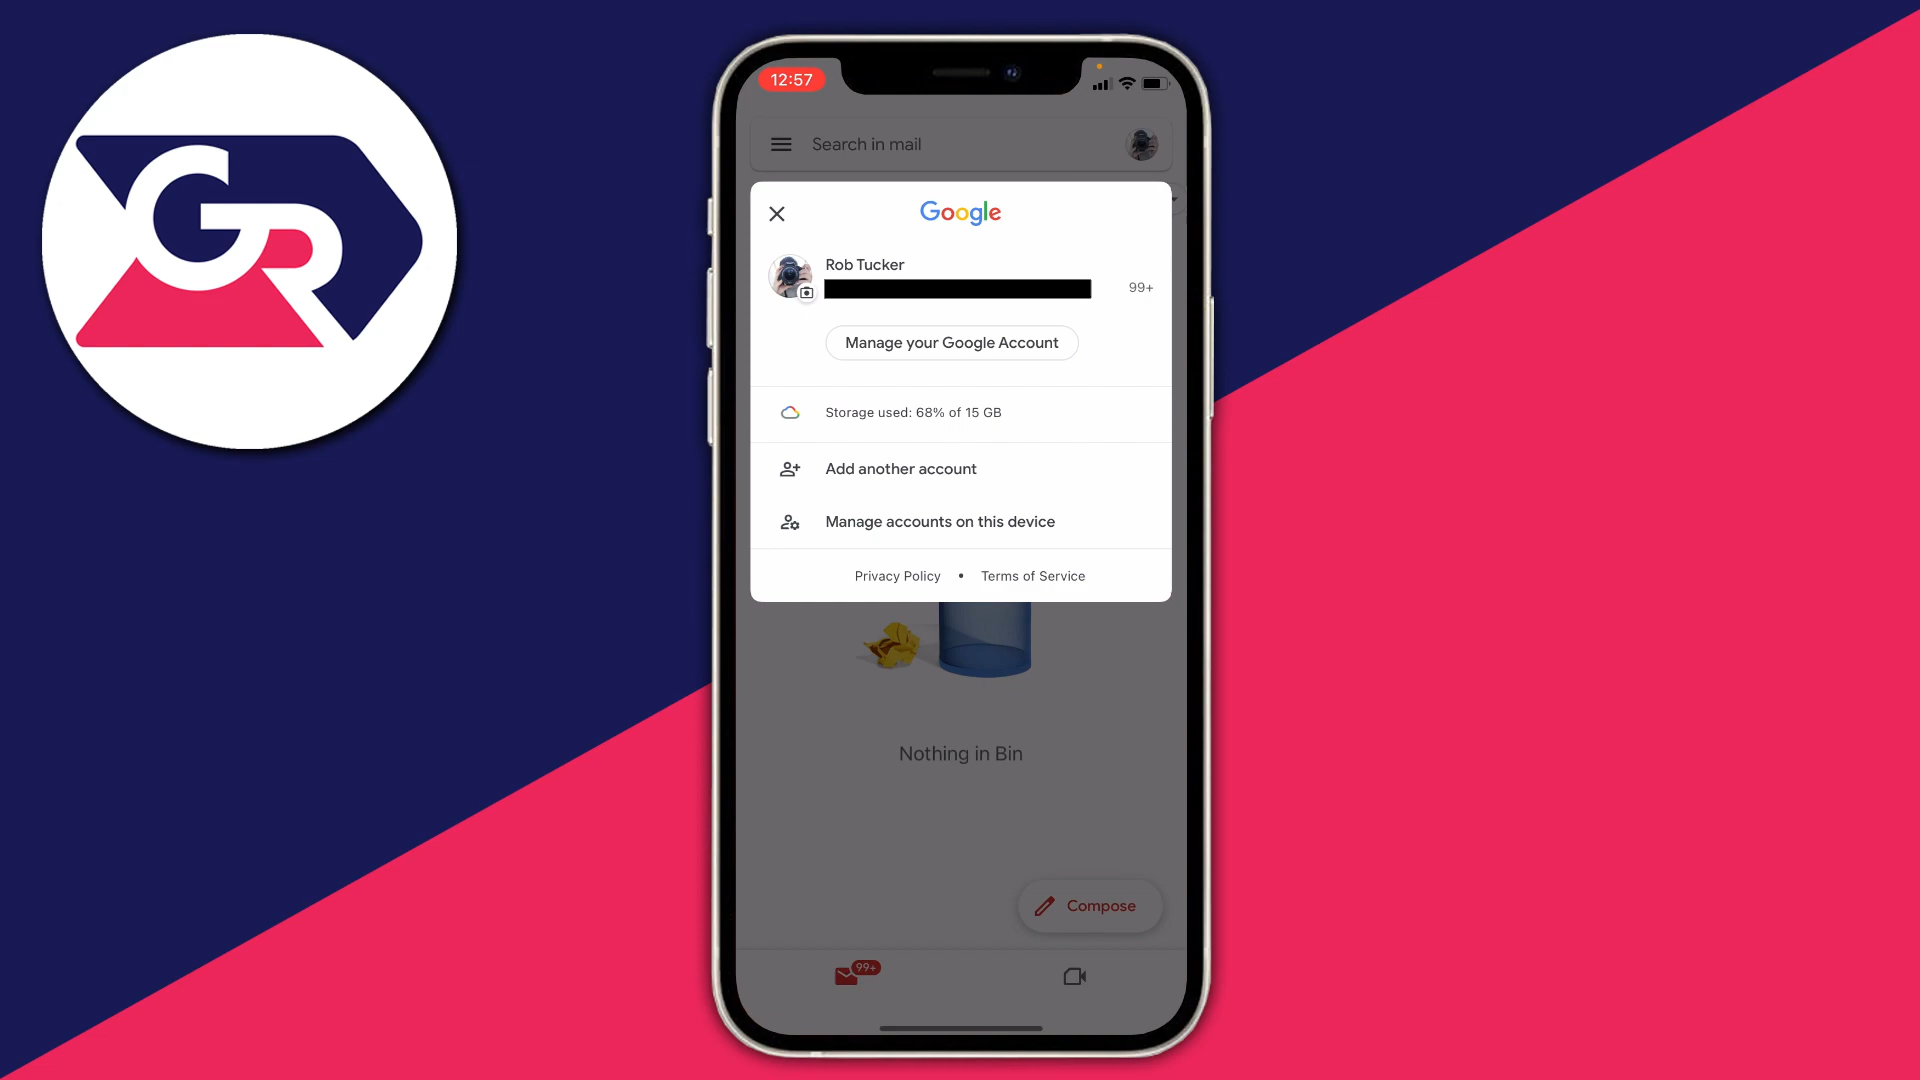 GR
12:57
Search in mail
Google
Rob Tucker
99+
Manage your Google Account
Storage used: 68% of 15 GB
Add another account
Manage accounts on this device
Privacy Policy • Terms of Service
Nothing in Bin
Compose
99+